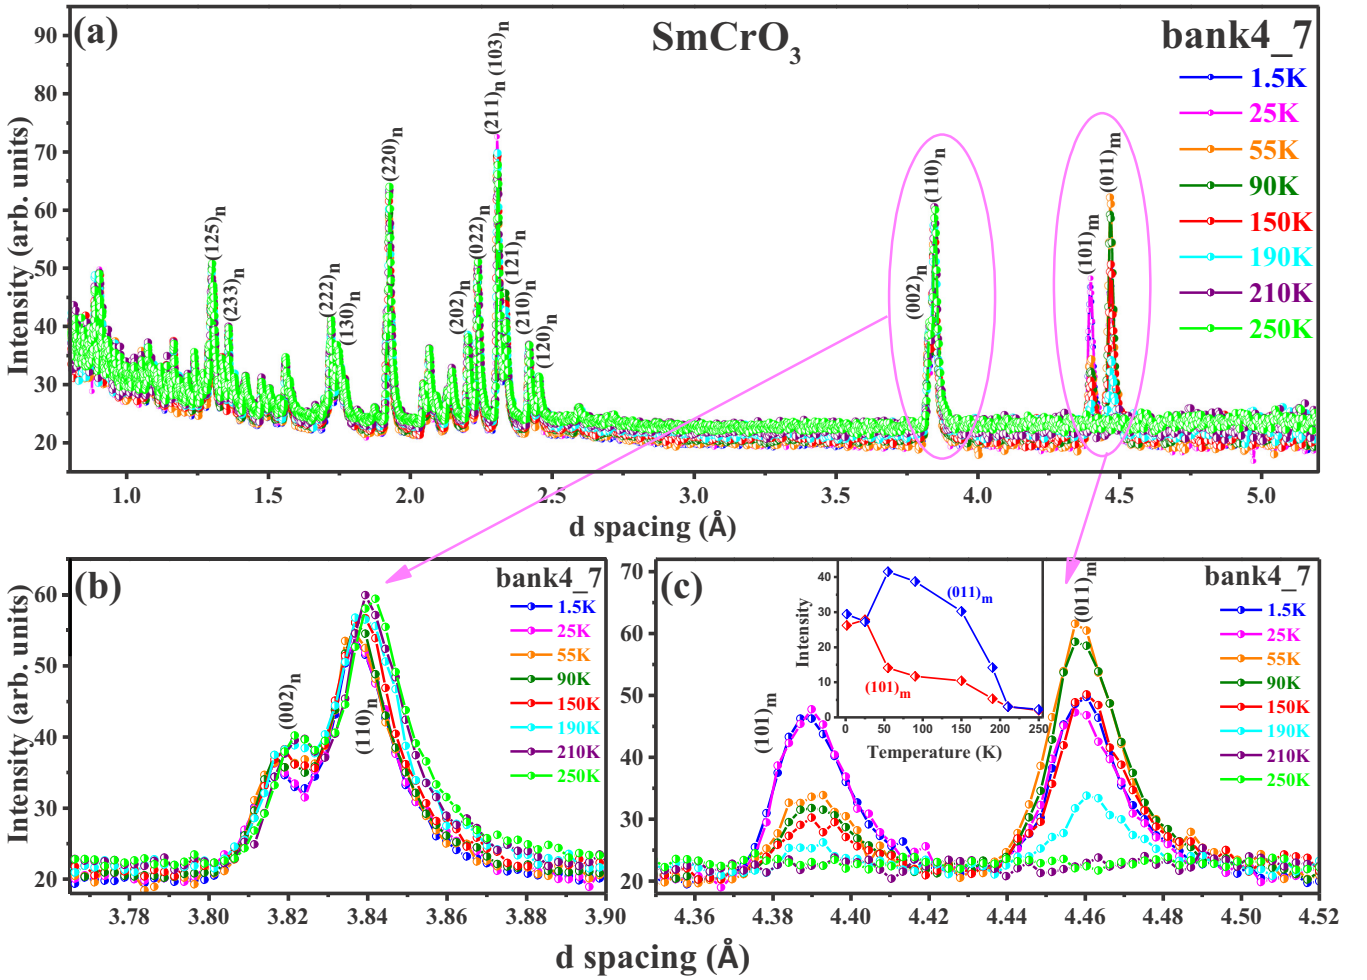 (a)
SmCrO3
bank4_7
1.5K
25K
55K
90K
150K
190K
210K
250K
Intensity (arb. units)
90
80
70
60
50
40
30
20
(125)n
(233)n
(222)n
(130)n
(220)n
(202)n
(022)n
(211)n (103)n
(121)n
(210)n
(120)n
(002)n
(110)n
(101)m
(011)m
1.0 1.5 2.0 2.5 3.0 3.5 4.0 4.5 5.0
d spacing (Å)
(b)
bank4_7
1.5K
25K
55K
90K
150K
190K
210K
250K
Intensity (arb. units)
60
50
40
30
20
(002)n
(110)n
3.78 3.80 3.82 3.84 3.86 3.88 3.90
(c)
bank4_7
1.5K
25K
55K
90K
150K
190K
210K
250K
70
60
50
40
30
20
(101)m
(011)m
Intensity
40
30
20
10
0
(011)m
(101)m
0 50 100 150 200 250
Temperature (K)
4.36 4.38 4.40 4.42 4.44 4.46 4.48 4.50 4.52
d spacing (Å)